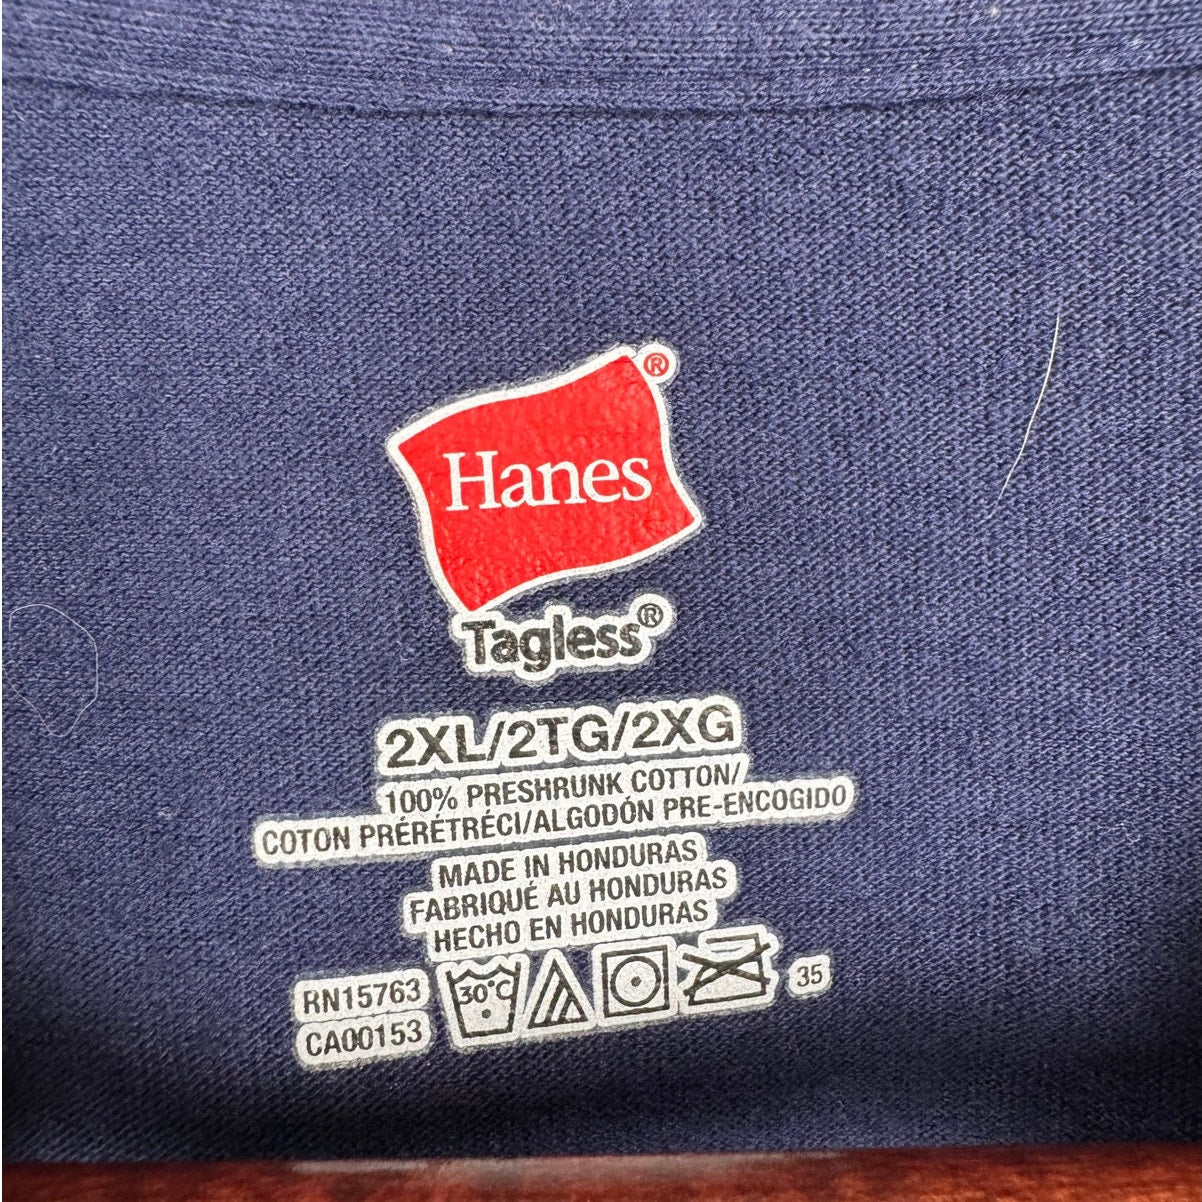 Hanes®
Tagless®
2XL/2TG/2XG
100% PRESHRUNK COTTON/
COTON PRÉRÉTRÉCI/ALGODÓN PRE-ENCOGIDO
MADE IN HONDURAS
FABRIQUÉ AU HONDURAS
HECHO EN HONDURAS
RN15763
CA00153
30°C
35